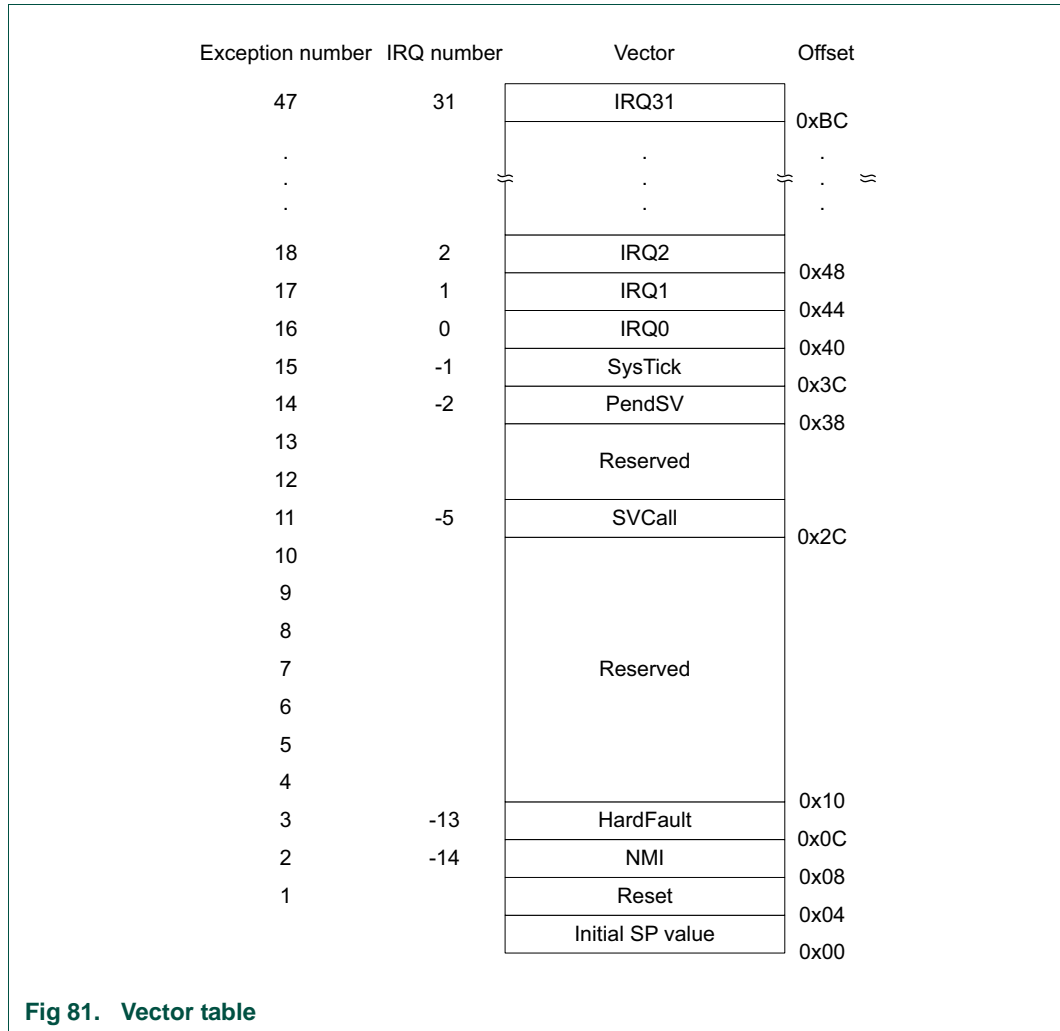 Exception number IRQ number Vector Offset
47 31 IRQ31
0xBC
. . .
. . .
. . .
18 2 IRQ2
0x48
17 1 IRQ1
0x44
16 0 IRQ0
0x40
15 -1 SysTick
0x3C
14 -2 PendSV
0x38
13
Reserved
12
11 -5 SVCall
0x2C
10
9
8
7 Reserved
6
5
4
0x10
3 -13 HardFault
0x0C
2 -14 NMI
0x08
1 Reset
0x04
Initial SP value
0x00
Fig 81. Vector table